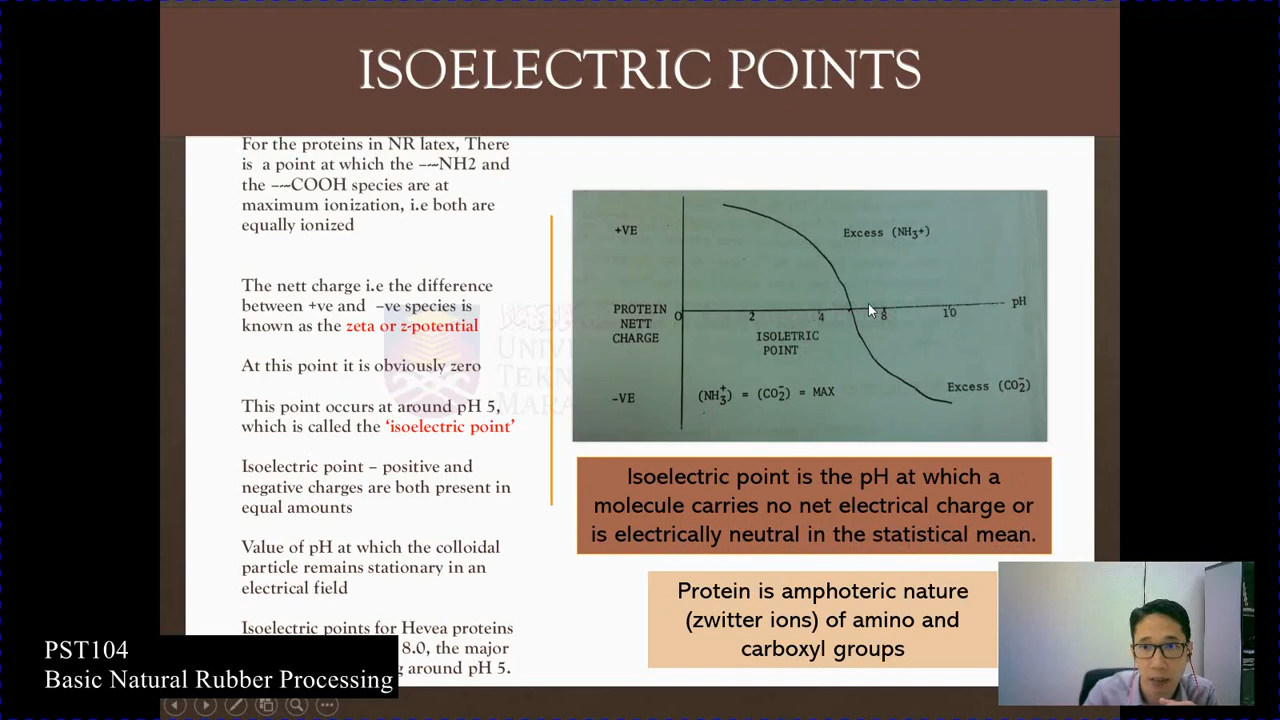 ISOELECTRIC POINTS
For the proteins in NR latex, There
is a point at which the –~~NH2 and
the –~~COOH species are at
maximum ionization, i.e both are
equally ionized
The nett charge i.e the difference
between +ve and –ve species is
known as the zeta or z-potential
At this point it is obviously zero
This point occurs at around pH 5,
which is called the ‘isoelectric point’
Isoelectric point – positive and
negative charges are both present in
equal amounts
Value of pH at which the colloidal
particle remains stationary in an
electrical field
Isoelectric points for Hevea proteins
8.0, the major
around pH 5.
+VE
Excess (NH₃+)
PROTEIN
NETT
CHARGE
0
2
4
8
10
pH
ISOLETRIC
POINT
-VE
(NH₃⁺) = (CO₂⁻) = MAX
Excess (CO₂⁻)
Isoelectric point is the pH at which a
molecule carries no net electrical charge or
is electrically neutral in the statistical mean.
Protein is amphoteric nature
(zwitter ions) of amino and
carboxyl groups
UNIVE
TEKN
MARA
PST104
Basic Natural Rubber Processing